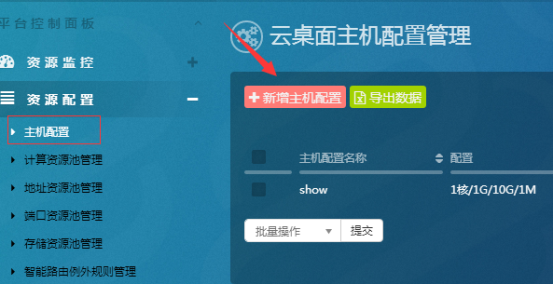 平台控制面板
云桌面主机配置管理
资源监控
资源配置
新增主机配置
导出数据
主机配置
计算资源池管理
地址资源池管理
端口资源池管理
存储资源池管理
智能路由例外规则管理
主机配置名称
配置
show
1核/1G/10G/1M
批量操作
提交